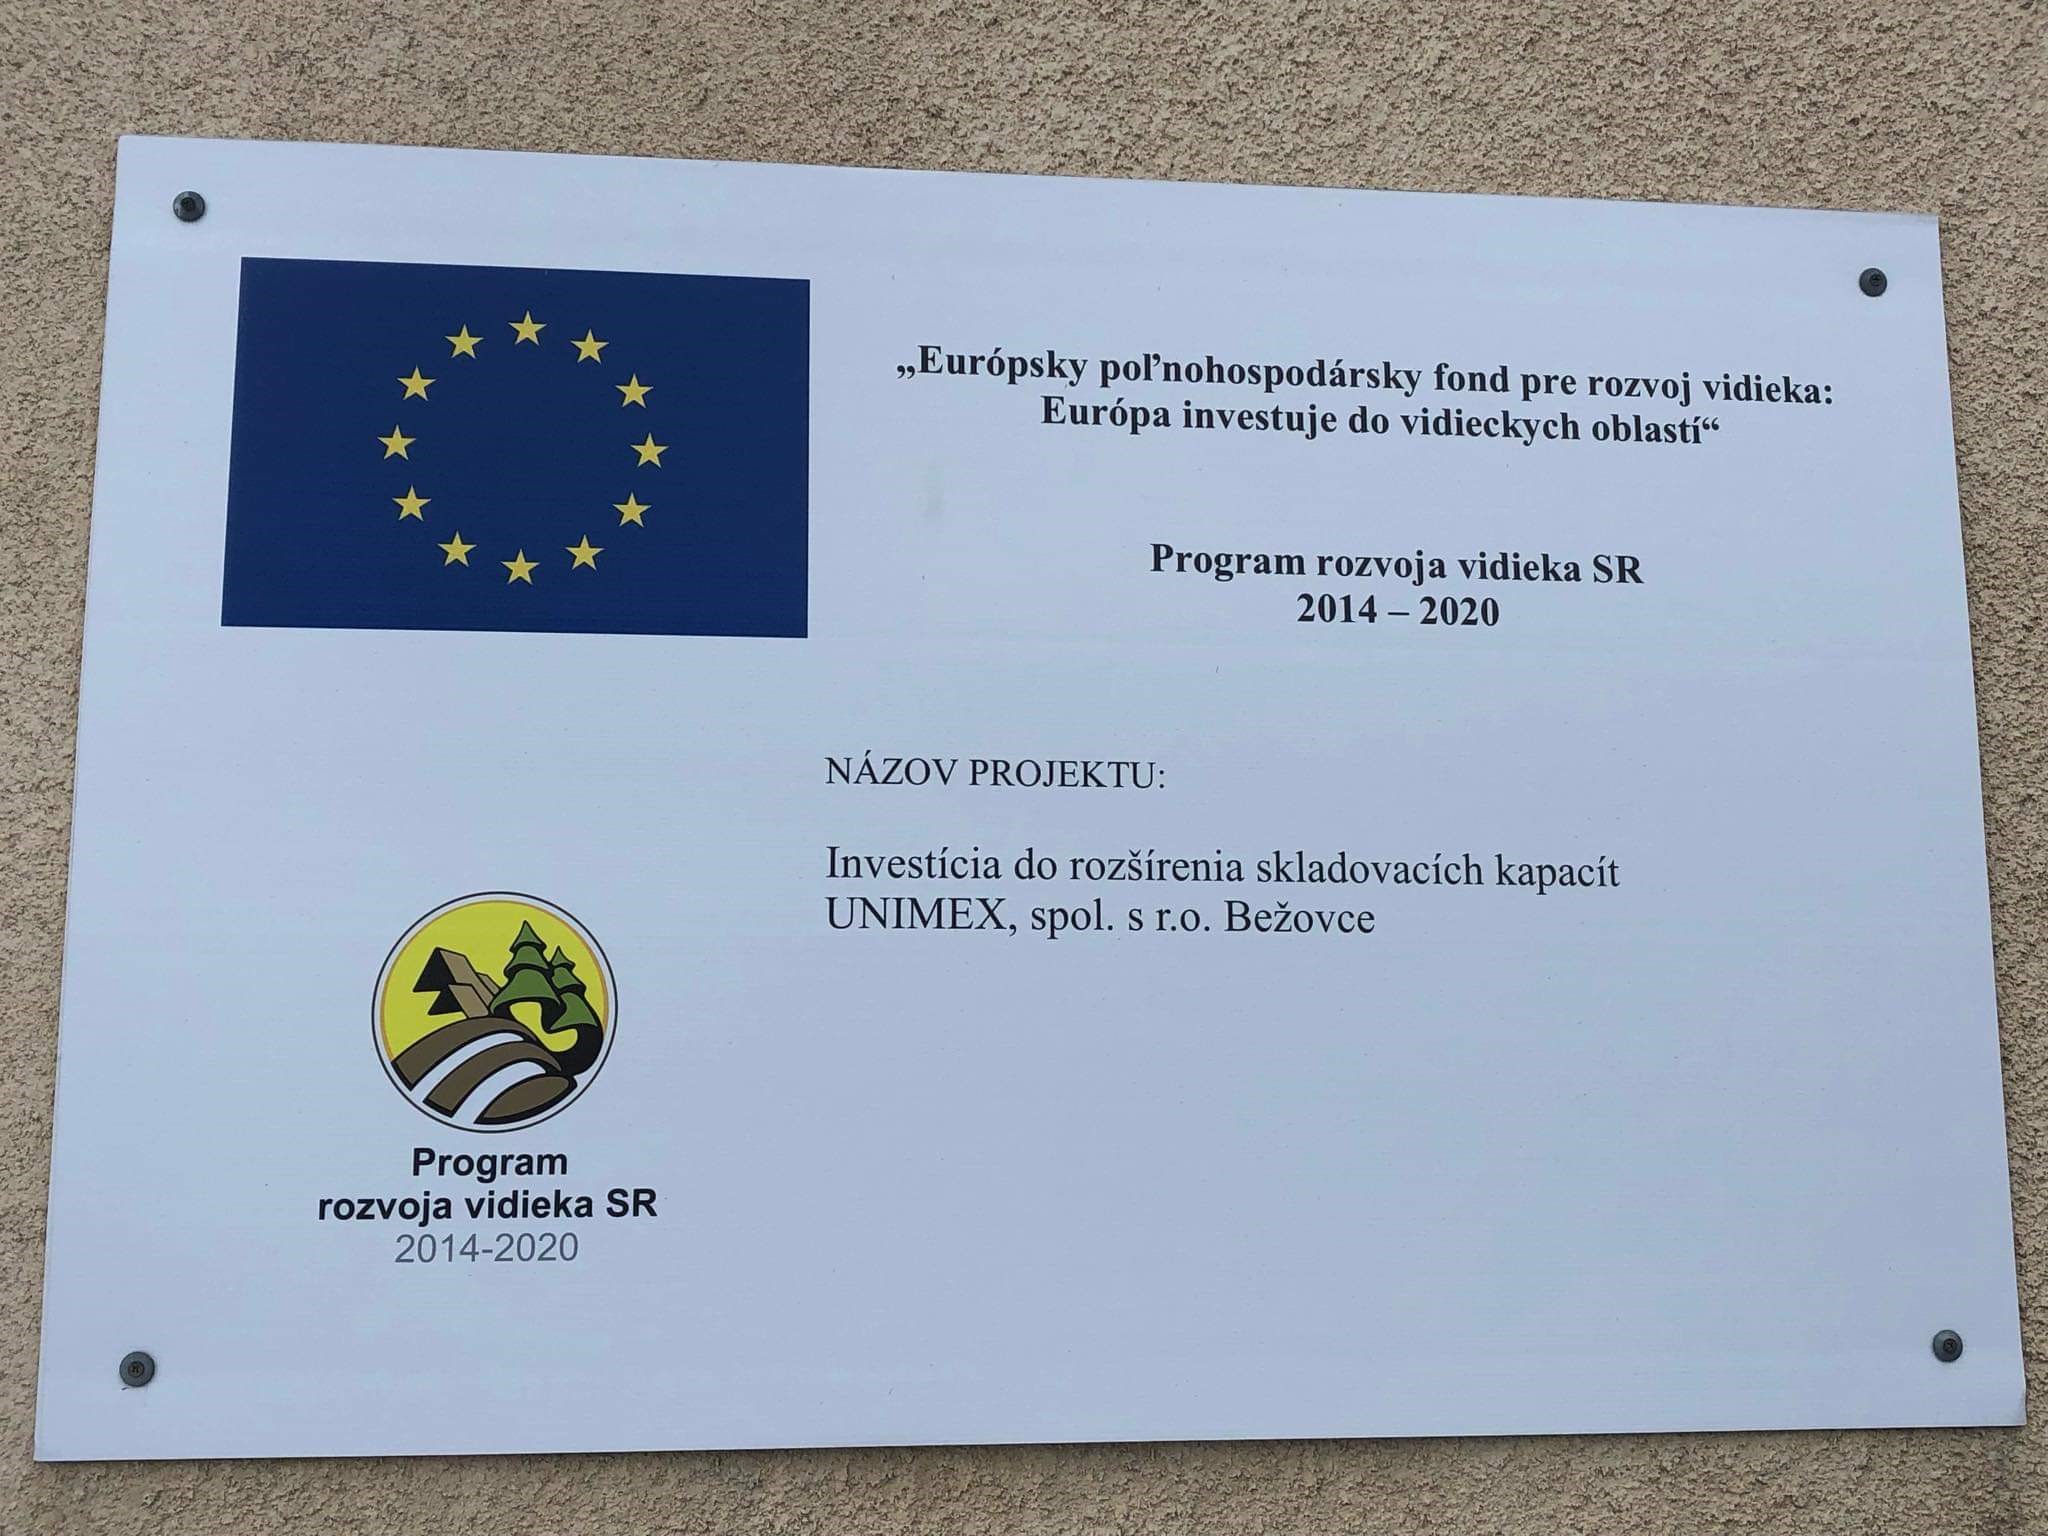 „Európsky poľnohospodársky fond pre rozvoj vidieka:
Európa investuje do vidieckych oblastí“
Program rozvoja vidieka SR
2014 – 2020
NÁZOV PROJEKTU:
Investícia do rozšírenia skladovacích kapacít
UNIMEX, spol. s r.o. Bežovce
Program
rozvoja vidieka SR
2014-2020